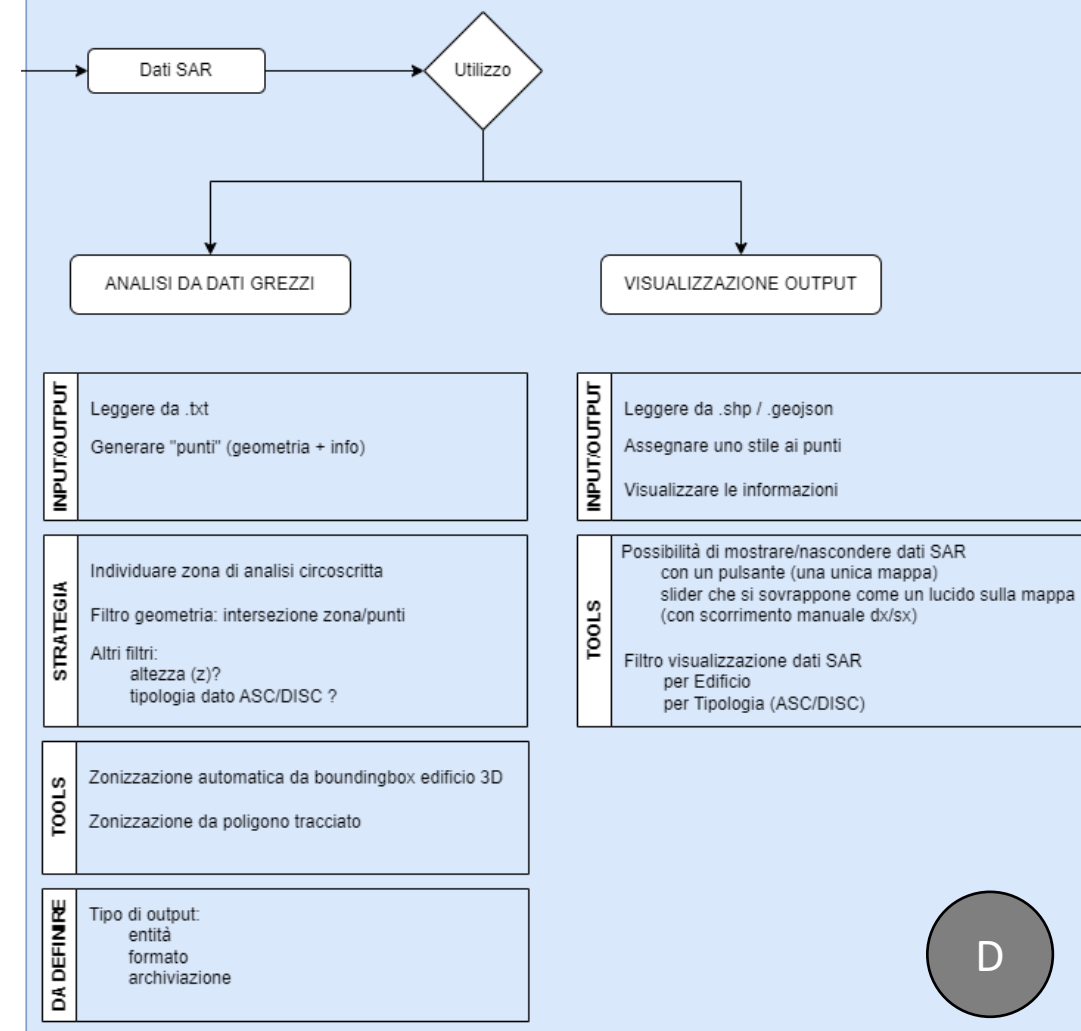 Dati SAR
Utilizzo
ANALISI DA DATI GREZZI
VISUALIZZAZIONE OUTPUT
INPUT/OUTPUT
Leggere da .txt
Generare "punti" (geometria + info)
STRATEGIA
Individuare zona di analisi circoscritta
Filtro geometria: intersezione zona/punti
Altri filtri:
altezza (z)?
tipologia dato ASC/DISC ?
TOOLS
Zonizzazione automatica da boundingbox edificio 3D
Zonizzazione da poligono tracciato
DA DEFINIRE
Tipo di output:
entità
formato
archiviazione
INPUT/OUTPUT
Leggere da .shp / .geojson
Assegnare uno stile ai punti
Visualizzare le informazioni
TOOLS
Possibilità di mostrare/nascondere dati SAR
con un pulsante (una unica mappa)
slider che si sovrappone come un lucido sulla mappa
(con scorrimento manuale dx/sx)
Filtro visualizzazione dati SAR
per Edificio
per Tipologia (ASC/DISC)
D